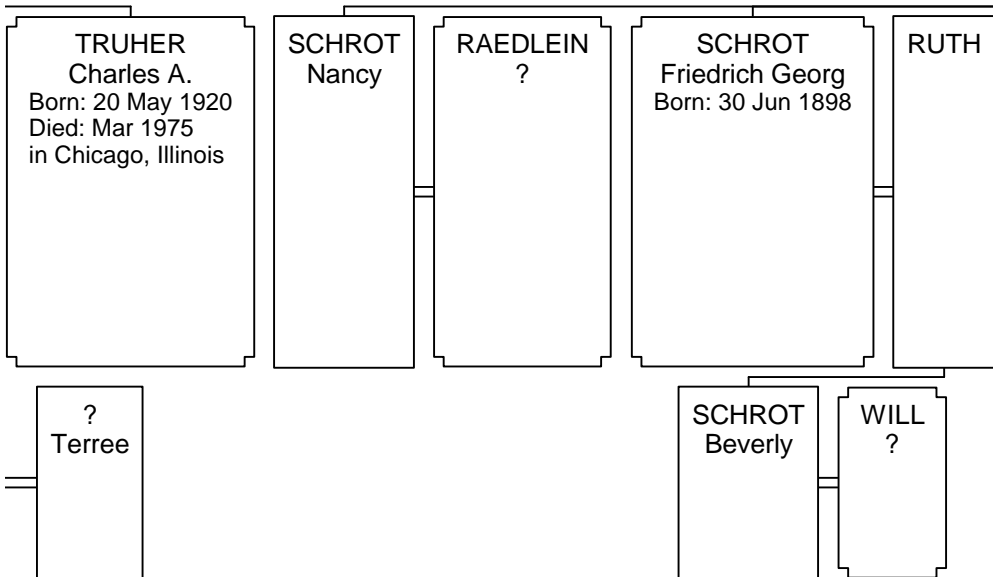 TRUHER
Charles A.
Born: 20 May 1920
Died: Mar 1975
in Chicago, Illinois
SCHROT
Nancy
RAEDLEIN
?
SCHROT
Friedrich Georg
Born: 30 Jun 1898
RUTH
?
Terree
SCHROT
Beverly
WILL
?